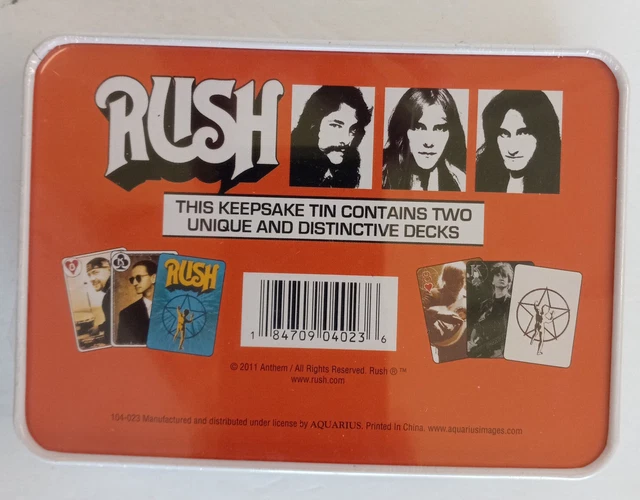 RUSH
THIS KEEPSAKE TIN CONTAINS TWO
UNIQUE AND DISTINCTIVE DECKS
RUSH
1 84709 04023 6
© 2011 Anthem / All Rights Reserved. Rush ® ™
www.rush.com
104-023 Manufactured and distributed under license by AQUARIUS. Printed in China. www.aquariusimages.com